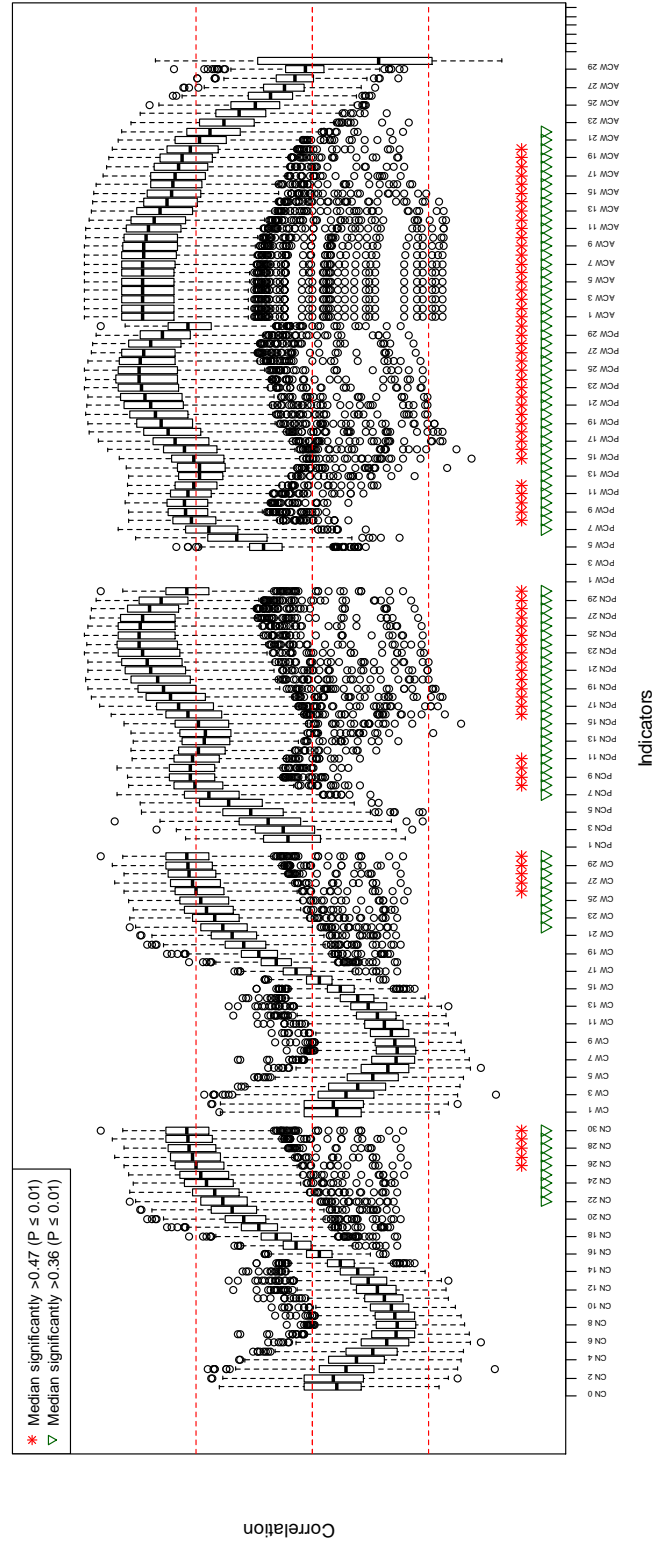 * Median significantly >0.47 (P ≤ 0.01)
▷ Median significantly >0.36 (P ≤ 0.01)
Correlation
CN 0
CN 2
CN 4
CN 6
CN 8
CN 10
CN 12
CN 14
CN 16
CN 18
CN 20
CN 22
CN 24
CN 26
CN 28
CN 30
CW 1
CW 3
CW 5
CW 7
CW 9
CW 11
CW 13
CW 15
CW 17
CW 19
CW 21
CW 23
CW 25
CW 27
CW 29
PCN 1
PCN 3
PCN 5
PCN 7
PCN 9
PCN 11
PCN 13
PCN 15
PCN 17
PCN 19
PCN 21
PCN 23
PCN 25
PCN 27
PCN 29
PCW 1
PCW 3
PCW 5
PCW 7
PCW 9
PCW 11
PCW 13
PCW 15
PCW 17
PCW 19
PCW 21
PCW 23
PCW 25
PCW 27
PCW 29
ACW 1
ACW 3
ACW 5
ACW 7
ACW 9
ACW 11
ACW 13
ACW 15
ACW 17
ACW 19
ACW 21
ACW 23
ACW 25
ACW 27
ACW 29
Indicators